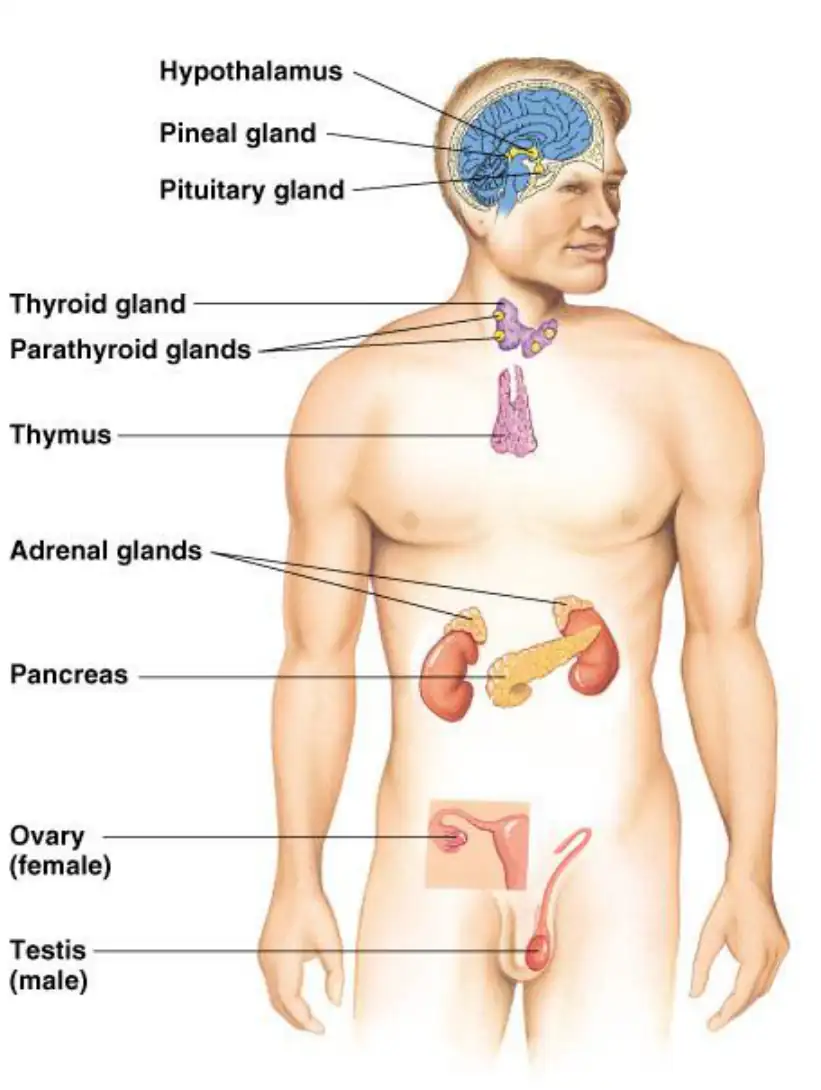 Hypothalamus
Pineal gland
Pituitary gland
Thyroid gland
Parathyroid glands
Thymus
Adrenal glands
Pancreas
Ovary
(female)
Testis
(male)